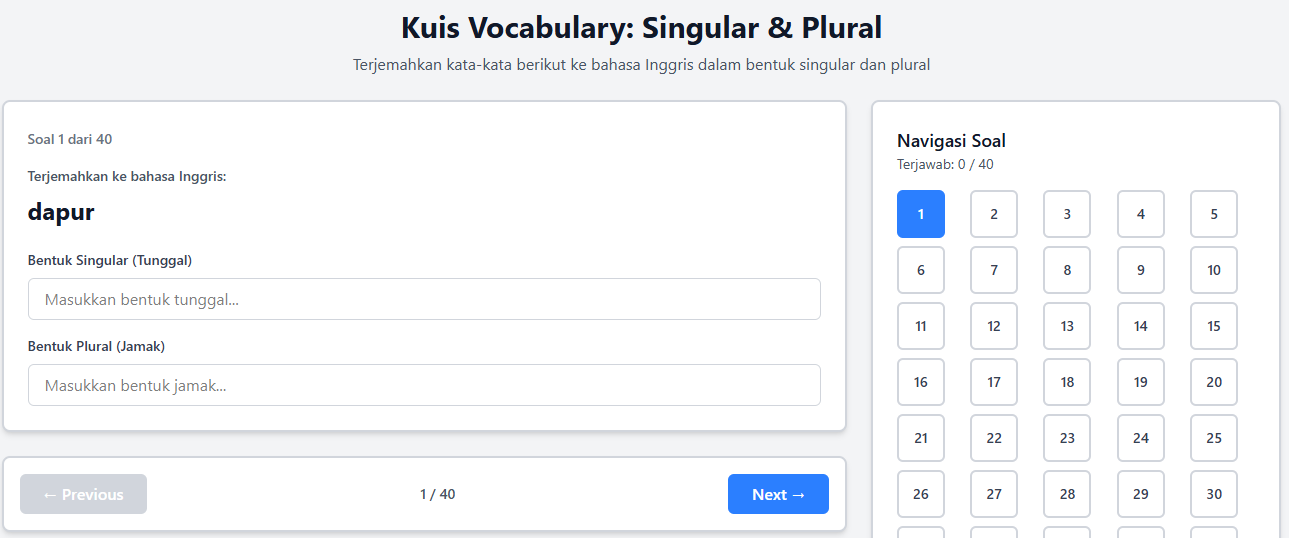 Kuis Vocabulary: Singular & Plural
Terjemahkan kata-kata berikut ke bahasa Inggris dalam bentuk singular dan plural
Soal 1 dari 40
Terjemahkan ke bahasa Inggris:
dapur
Bentuk Singular (Tunggal)
Masukkan bentuk tunggal...
Bentuk Plural (Jamak)
Masukkan bentuk jamak...
← Previous
1 / 40
Next →
Navigasi Soal
Terjawab: 0 / 40
1 2 3 4 5
6 7 8 9 10
11 12 13 14 15
16 17 18 19 20
21 22 23 24 25
26 27 28 29 30